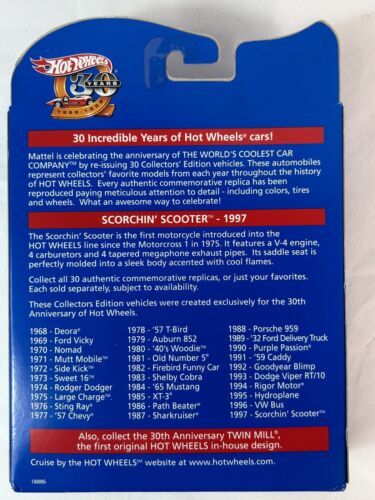 Hot Wheels
30
YEARS
1968-1998
30 Incredible Years of Hot Wheels® cars!
Mattel is celebrating the anniversary of THE WORLD'S COOLEST CAR
COMPANY™ by re-issuing 30 Collectors' Edition vehicles. These automobiles
represent collectors' favorite models from each year throughout the history
of HOT WHEELS. Every authentic commemorative replica has been
reproduced paying meticulous attention to detail - including colors, tires
and wheels. What an awesome way to celebrate!
SCORCHIN' SCOOTER™ - 1997
The Scorchin' Scooter is the first motorcycle introduced into the
HOT WHEELS line since the Motorcross 1 in 1975. It features a V-4 engine,
4 carburetors and 4 tapered megaphone exhaust pipes. Its saddle seat is
perfectly molded into a sleek body accented with cool flames.
Collect all 30 authentic commemorative replicas, or just your favorites.
Each sold separately, subject to availability.
These Collectors Edition vehicles were created exclusively for the 30th
Anniversary of Hot Wheels.
1968 - Deora®
1969 - Ford Vicky
1970 - Nomad
1971 - Mutt Mobile™
1972 - Side Kick™
1973 - Sweet 16™
1974 - Rodger Dodger
1975 - Large Charge™
1976 - Sting Ray®
1977 - '57 Chevy®
1978 - '57 T-Bird
1979 - Auburn 852
1980 - '40's Woodie™
1981 - Old Number 5®
1982 - Firebird Funny Car
1983 - Shelby Cobra
1984 - '65 Mustang
1985 - XT-3®
1986 - Path Beater®
1987 - Sharkruiser®
1988 - Porsche 959
1989 - '32 Ford Delivery Truck
1990 - Purple Passion®
1991 - '59 Caddy
1992 - Goodyear Blimp
1993 - Dodge Viper RT/10
1994 - Rigor Motor®
1995 - Hydroplane
1996 - VW Bus
1997 - Scorchin' Scooter™
Also, collect the 30th Anniversary TWIN MILL®,
the first original HOT WHEELS in-house design.
Cruise by the HOT WHEELS website at www.hotwheels.com.
18886